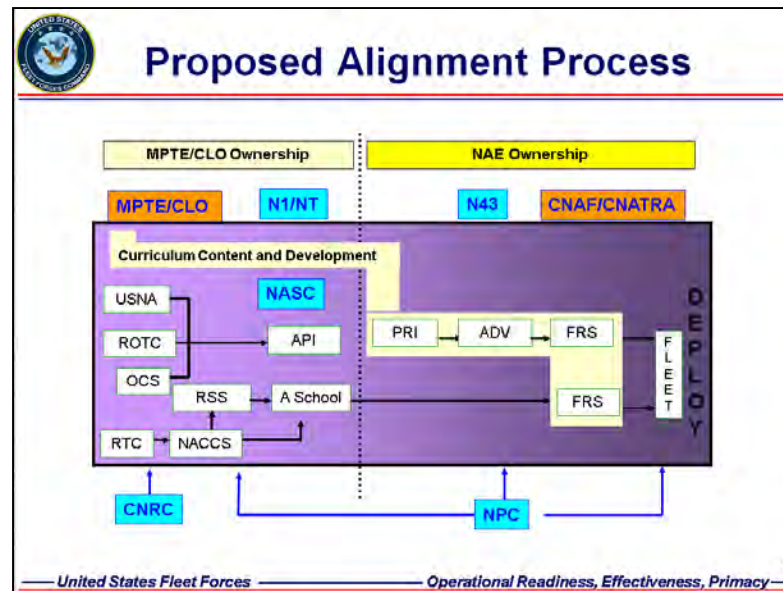 UNITED STATES
FLEET FORCES COMMAND
Proposed Alignment Process
MPTE/CLO Ownership
NAE Ownership
MPTE/CLO
N1/NT
N43
CNAF/CNATRA
Curriculum Content and Development
NASC
USNA
ROTC
OCS
API
PRI
ADV
FRS
RSS
A School
FRS
RTC
NACCS
FLEET
DEPLOY
CNRC
NPC
United States Fleet Forces
Operational Readiness, Effectiveness, Primacy